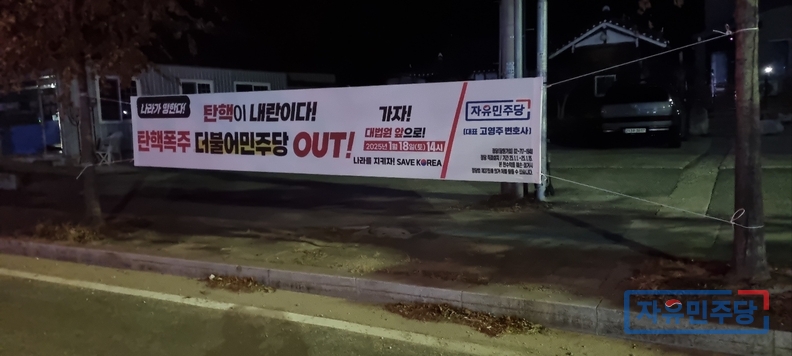 나라가 망한다!
탄핵이 내란이다!
탄핵폭주 더불어민주당 OUT!
가자!
대법원 앞으로!
2025년 1월 18일(토) 14시
나라를 지키자! SAVE KOREA
자유민주당
(대표 고영주 변호사)
자유민주당